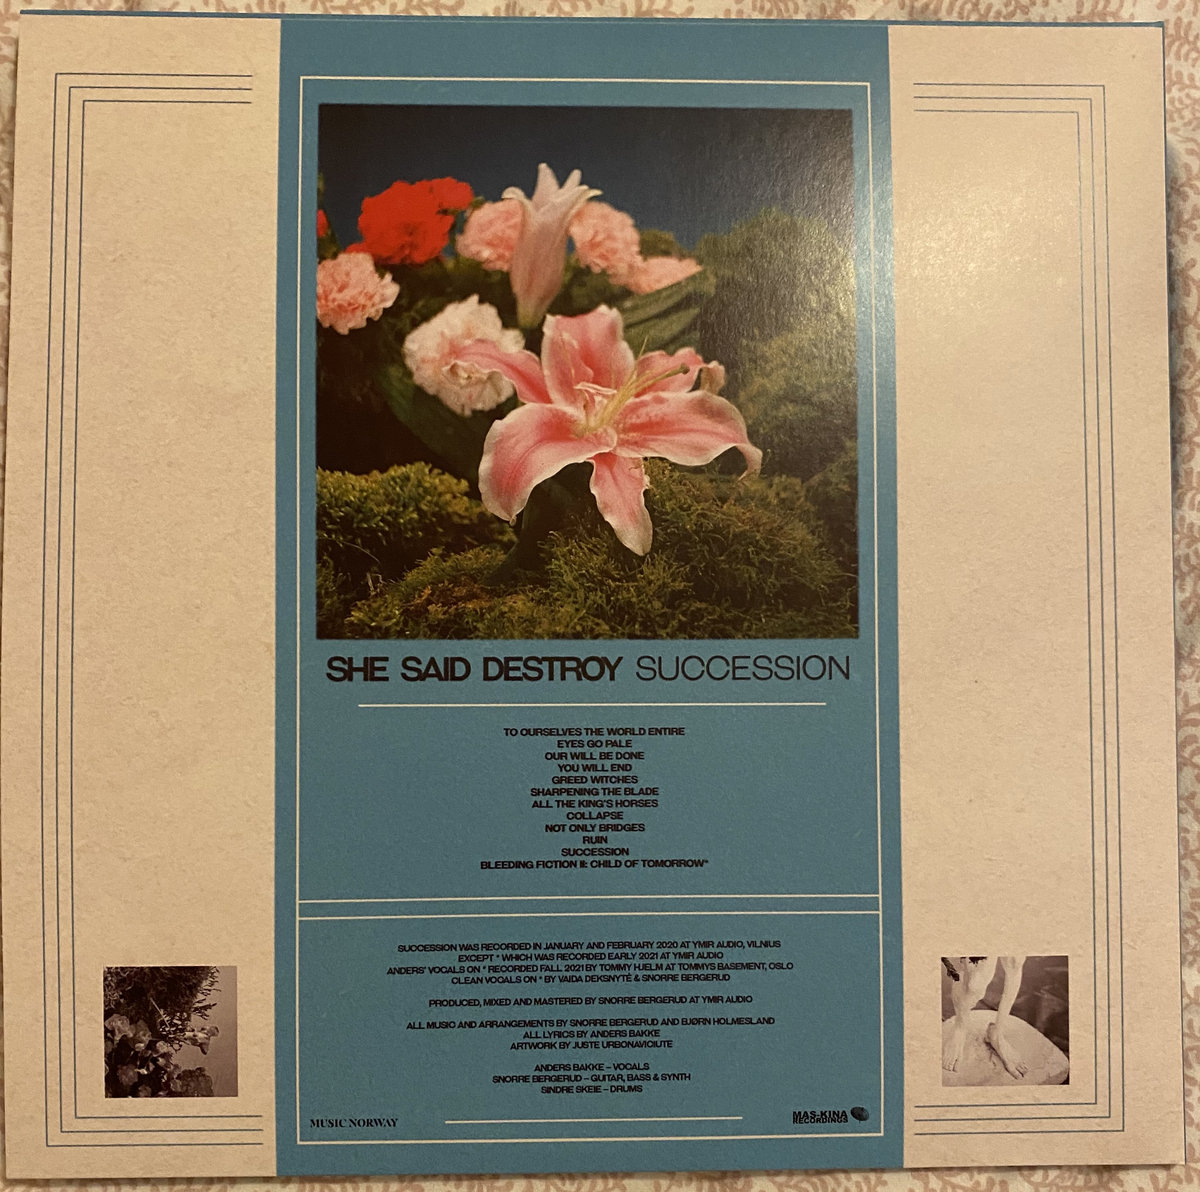 SHE SAID DESTROY SUCCESSION
TO OURSELVES THE WORLD ENTIRE
EYES GO PALE
OUR WILL BE DONE
YOU WILL END
GREED WITCHES
SHARPENING THE BLADE
ALL THE KING'S HORSES
COLLAPSE
NOT ONLY BRIDGES
RUIN
SUCCESSION
BLEEDING FICTION II: CHILD OF TOMORROW*
SUCCESSION WAS RECORDED IN JANUARY AND FEBRUARY 2020 AT YMIR AUDIO, VILNIUS
EXCEPT * WHICH WAS RECORDED EARLY 2021 AT YMIR AUDIO
ANDERS' VOCALS ON * RECORDED FALL 2021 BY TOMMY HJELM AT TOMMYS BASEMENT, OSLO
CLEAN VOCALS ON * BY VAIDA DEKSNYTĖ & SNORRE BERGERUD
PRODUCED, MIXED AND MASTERED BY SNORRE BERGERUD AT YMIR AUDIO
ALL MUSIC AND ARRANGEMENTS BY SNORRE BERGERUD AND BJØRN HOLMESLAND
ALL LYRICS BY ANDERS BAKKE
ARTWORK BY JUSTE URBONAVICIUTE
ANDERS BAKKE – VOCALS
SNORRE BERGERUD – GUITAR, BASS & SYNTH
SINDRE SKEIE – DRUMS
MUSIC NORWAY
MAS-KINA
RECORDINGS